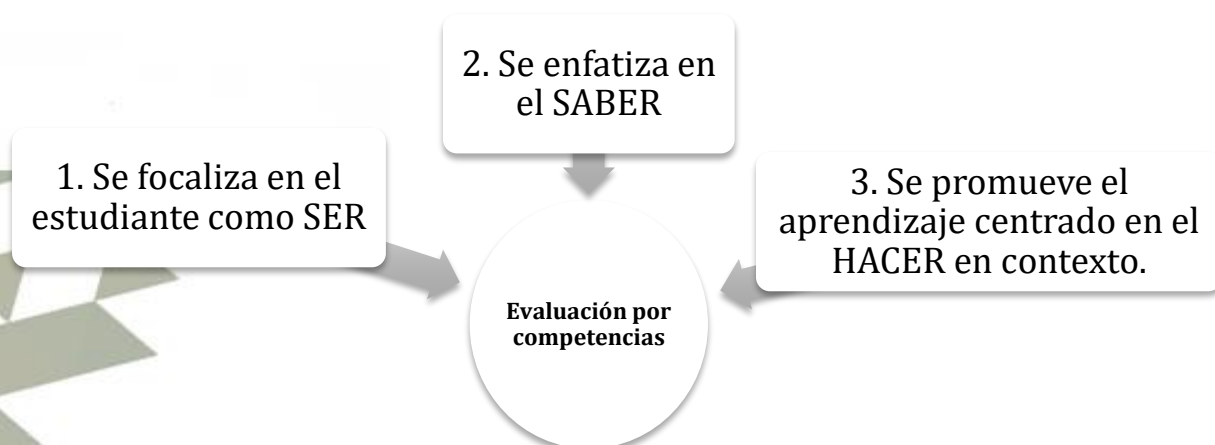 1. Se focaliza en el
estudiante como SER
2. Se enfatiza en
el SABER
3. Se promueve el
aprendizaje centrado en el
HACER en contexto.
Evaluación por
competencias